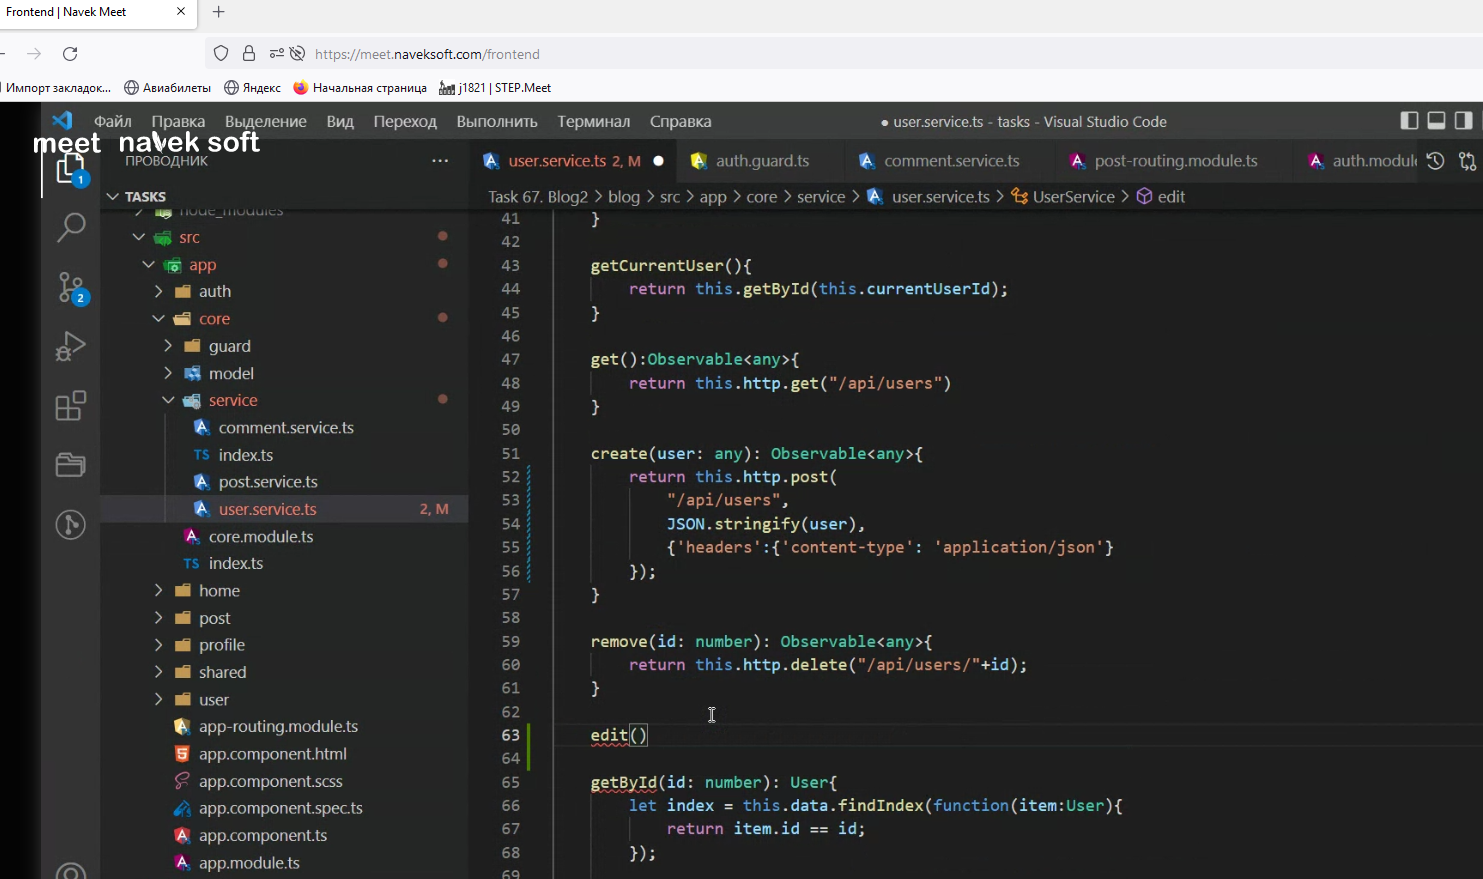 Frontend | Navek Meet
https://meet.naveksoft.com/frontend
Импорт закладок... Авиабилеты Яндекс Начальная страница j1821 | STEP.Meet
Файл Правка Выделение Вид Переход Выполнить Терминал Справка
● user.service.ts - tasks - Visual Studio Code
meet navek soft
ПРОВОДНИК ...
user.service.ts 2, M auth.guard.ts comment.service.ts post-routing.module.ts auth.modul
TASKS
Task 67. Blog2 > blog > src > app > core > service > user.service.ts > UserService > edit
node_modules
src
app
auth
core
guard
model
service
comment.service.ts
TS index.ts
post.service.ts
user.service.ts 2, M
core.module.ts
TS index.ts
home
post
profile
shared
user
app-routing.module.ts
app.component.html
app.component.scss
app.component.spec.ts
app.component.ts
app.module.ts
1
2
41 }
42
43 getCurrentUser(){
44 return this.getById(this.currentUserId);
45 }
46
47 get():Observable<any>{
48 return this.http.get("/api/users")
49 }
50
51 create(user: any): Observable<any>{
52 return this.http.post(
53 "/api/users",
54 JSON.stringify(user),
55 {'headers':{'content-type': 'application/json'}
56 });
57 }
58
59 remove(id: number): Observable<any>{
60 return this.http.delete("/api/users/"+id);
61 }
62
63 edit()
64
65 getById(id: number): User{
66 let index = this.data.findIndex(function(item:User){
67 return item.id == id;
68 });
69